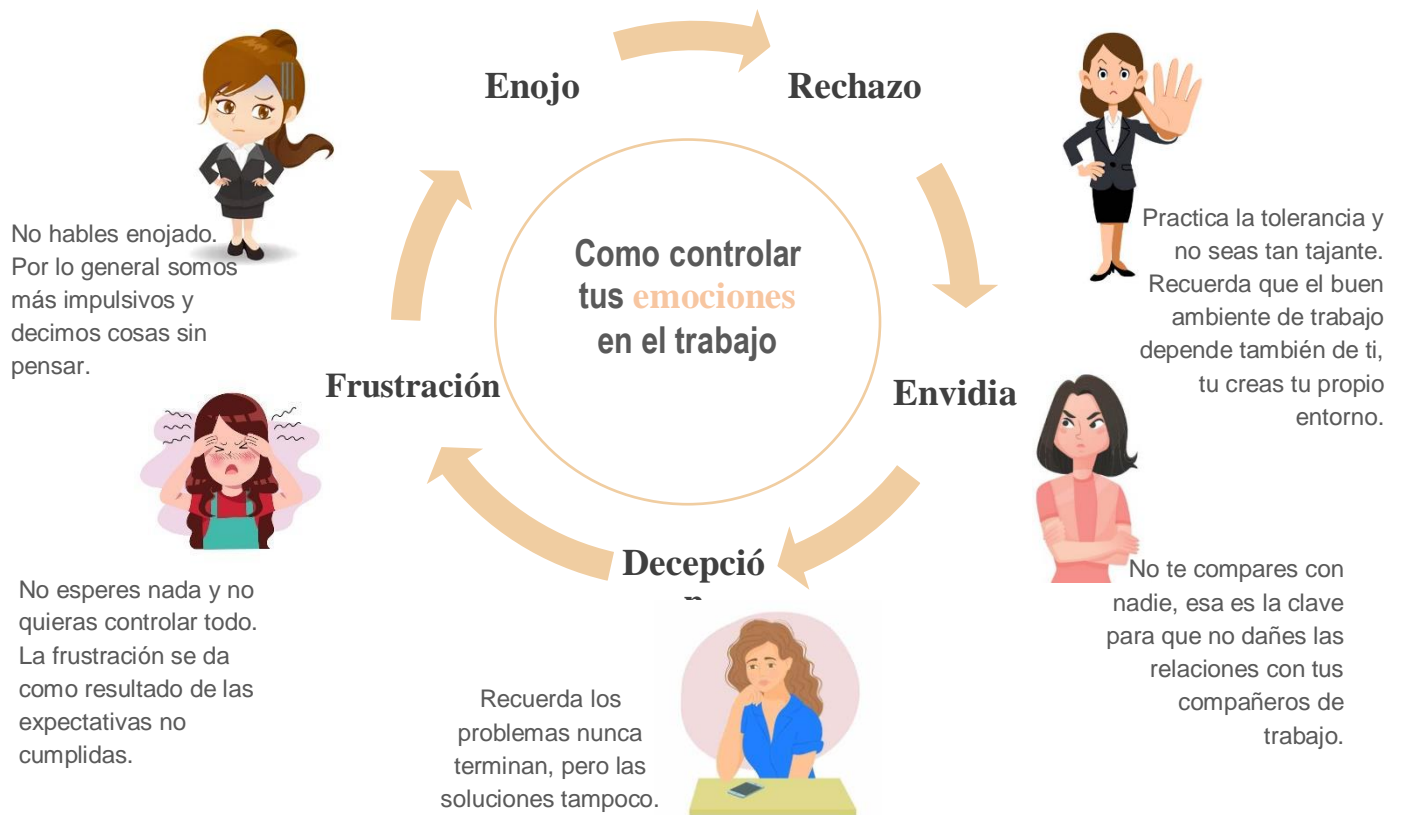 Enojo
Rechazo
No hables enojado.
Por lo general somos
más impulsivos y
decimos cosas sin
pensar.
Como controlar
tus emociones
en el trabajo
Practica la tolerancia y
no seas tan tajante.
Recuerda que el buen
ambiente de trabajo
depende también de ti,
tu creas tu propio
entorno.
Frustración
Envidia
Decepció
n
No esperes nada y no
quieras controlar todo.
La frustración se da
como resultado de las
expectativas no
cumplidas.
Recuerda los
problemas nunca
terminan, pero las
soluciones tampoco.
No te compares con
nadie, esa es la clave
para que no dañes las
relaciones con tus
compañeros de
trabajo.